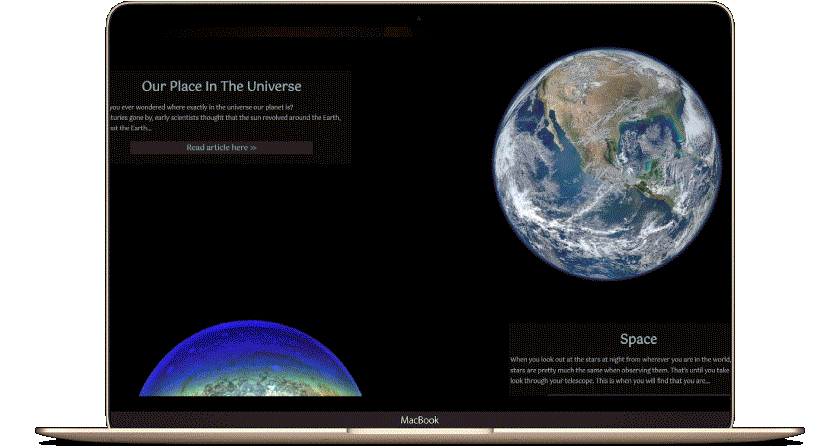 Our Place In The Universe
you ever wondered where exactly in the universe our planet is?
turies gone by, early scientists thought that the sun revolved around the Earth,
at the Earth...
Read article here »
Space
When you look out at the stars at night from wherever you are in the world,
stars are pretty much the same when observing them. That's until you take
look through your telescope. This is when you will find that you are...
MacBook